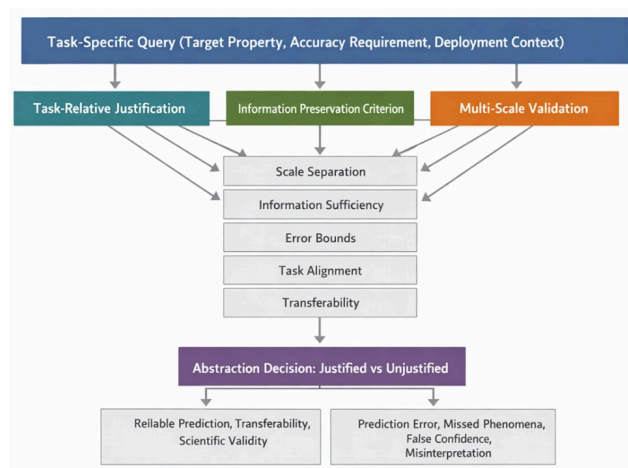 Task-Specific Query (Target Property, Accuracy Requirement, Deployment Context)
Task-Relative Justification
Information Preservation Criterion
Multi-Scale Validation
Scale Separation
Information Sufficiency
Error Bounds
Task Alignment
Transferability
Abstraction Decision: Justified vs Unjustified
Reilable Prediction, Transferability,
Scientific Validity
Prediction Error, Missed Phenomena,
False Confidence,
Misinterpretation